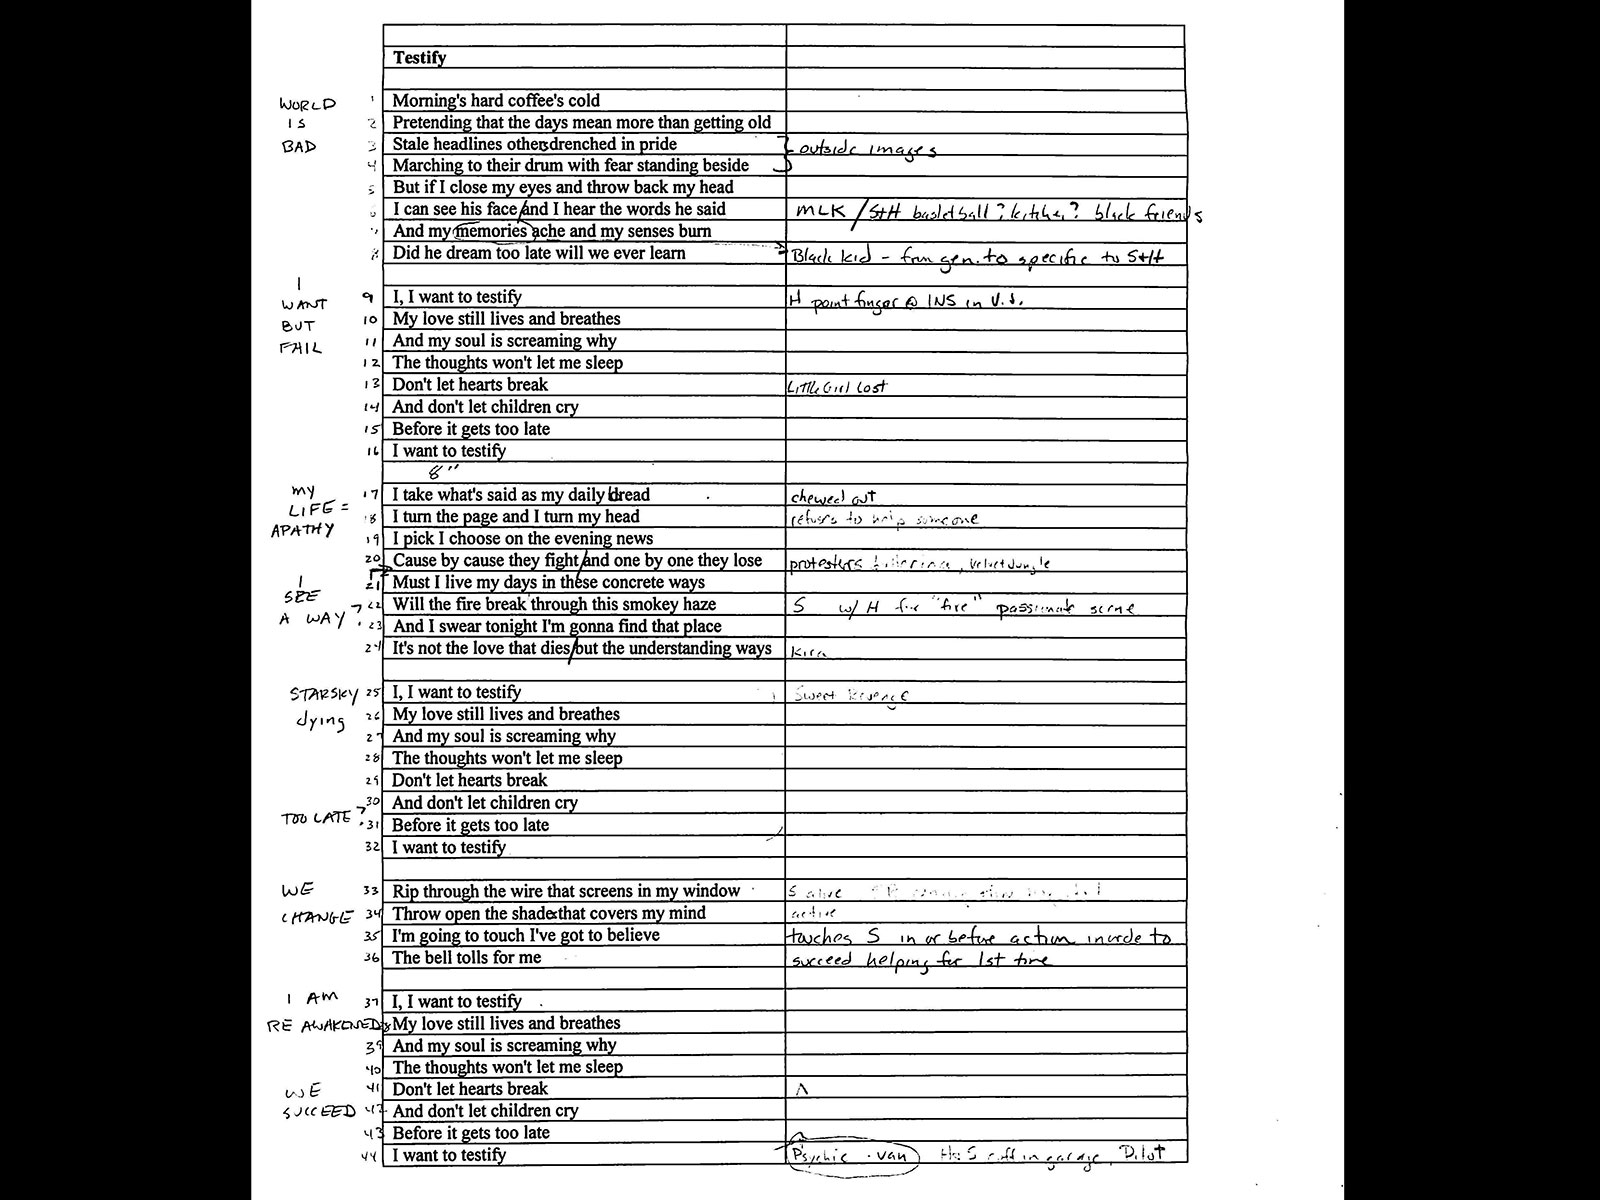 Testify
WORLD 1 Morning's hard coffee's cold
IS 2 Pretending that the days mean more than getting old
BAD 3 Stale headlines others drenched in pride outside images
4 Marching to their drum with fear standing beside
5 But if I close my eyes and throw back my head
I can see his face/and I hear the words he said MLK / S+H basketball? kitchen? black friends
And my memories ache and my senses burn
8 Did he dream too late will we ever learn Black kid - from gen. to specific to S+H
I
WANT 9 I, I want to testify H point finger @ INS in V.J.
BUT 10 My love still lives and breathes
FAIL 11 And my soul is screaming why
12 The thoughts won't let me sleep
13 Don't let hearts break Little Girl Lost
14 And don't let children cry
15 Before it gets too late
16 I want to testify
8"
MY 17 I take what's said as my daily dread chewed out
LIFE = 18 I turn the page and I turn my head refuses to help someone
APATHY 19 I pick I choose on the evening news
20 Cause by cause they fight/and one by one they lose protesters velvet jungle
I 21 Must I live my days in these concrete ways
SEE 22 Will the fire break through this smokey haze S w/ H for "fire" passionate scene
A WAY? 23 And I swear tonight I'm gonna find that place
24 It's not the love that dies/but the understanding ways Kira
STARSKY 25 I, I want to testify Sweet Revenge
dying 26 My love still lives and breathes
27 And my soul is screaming why
28 The thoughts won't let me sleep
29 Don't let hearts break
30 And don't let children cry
TOO LATE? 31 Before it gets too late
32 I want to testify
WE 33 Rip through the wire that screens in my window S alive
CHANGE 34 Throw open the shade that covers my mind active
35 I'm going to touch I've got to believe touches S in or before action in order to
36 The bell tolls for me succeed helping for 1st time
I AM 37 I, I want to testify
RE AWAKENED My love still lives and breathes
39 And my soul is screaming why
40 The thoughts won't let me sleep
WE 41 Don't let hearts break
SUCCEED 42 And don't let children cry
43 Before it gets too late
44 I want to testify Psychic - van H+S in garage, Pilot